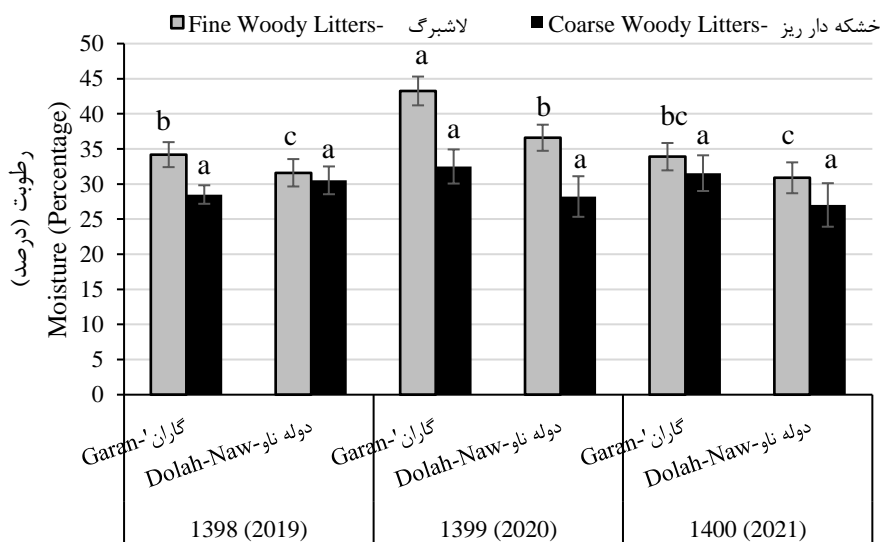 Fine Woody Litters- لاشبرگ
Coarse Woody Litters- خشکه دار ریز
رطوبت (درصد)
Moisture (Percentage)
50
45
40
35
30
25
20
15
10
5
0
b
a
c
a
a
a
b
a
bc
a
c
a
Garan-'گاران
Dolah-Naw-دوله ناو
Garan-'گاران
Dolah-Naw-دوله ناو
Garan-'گاران
Dolah-Naw-دوله ناو
1398 (2019)
1399 (2020)
1400 (2021)